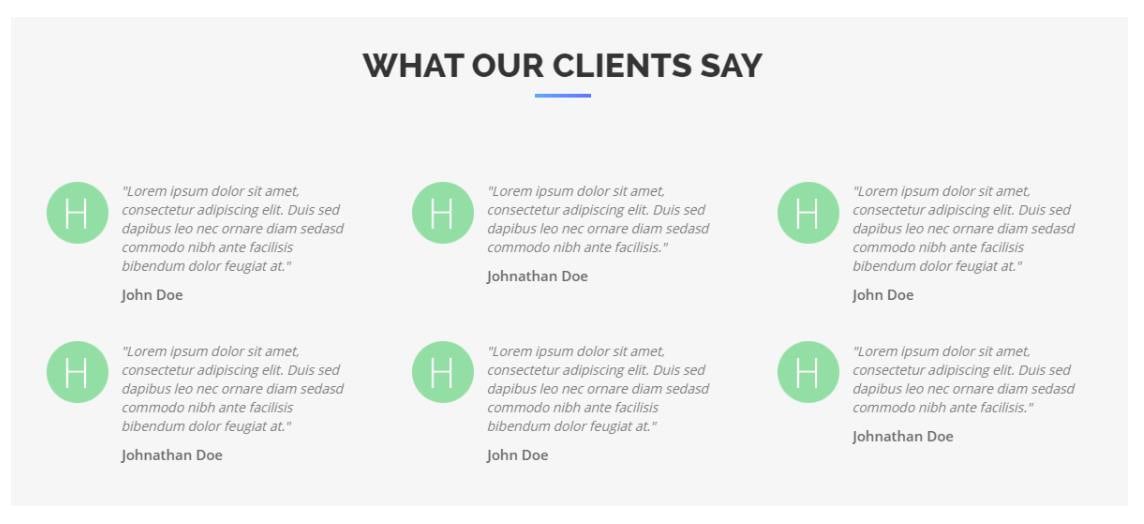 WHAT OUR CLIENTS SAY
H
"Lorem ipsum dolor sit amet,
consectetur adipiscing elit. Duis sed
dapibus leo nec ornare diam sedasd
commodo nibh ante facilisis
bibendum dolor feugiat at."
John Doe
H
"Lorem ipsum dolor sit amet,
consectetur adipiscing elit. Duis sed
dapibus leo nec ornare diam sedasd
commodo nibh ante facilisis."
Johnathan Doe
H
"Lorem ipsum dolor sit amet,
consectetur adipiscing elit. Duis sed
dapibus leo nec ornare diam sedasd
commodo nibh ante facilisis
bibendum dolor feugiat at."
John Doe
H
"Lorem ipsum dolor sit amet,
consectetur adipiscing elit. Duis sed
dapibus leo nec ornare diam sedasd
commodo nibh ante facilisis
bibendum dolor feugiat at."
Johnathan Doe
H
"Lorem ipsum dolor sit amet,
consectetur adipiscing elit. Duis sed
dapibus leo nec ornare diam sedasd
commodo nibh ante facilisis
bibendum dolor feugiat at."
John Doe
H
"Lorem ipsum dolor sit amet,
consectetur adipiscing elit. Duis sed
dapibus leo nec ornare diam sedasd
commodo nibh ante facilisis."
Johnathan Doe